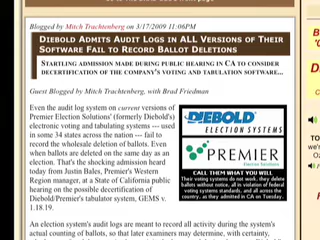 Blogged by Mitch Trachtenberg on 3/17/2009 11:06PM
DIEBOLD ADMITS AUDIT LOGS IN ALL VERSIONS OF THEIR
SOFTWARE FAIL TO RECORD BALLOT DELETIONS
STARTLING ADMISSION MADE DURING PUBLIC HEARING IN CA TO CONSIDER
DECERTIFICATION OF THE COMPANY'S VOTING AND TABULATION SOFTWARE...
Guest Blogged by Mitch Trachtenberg, with Brad Friedman
Even the audit log system on current versions of
Premier Election Solutions' (formerly Diebold's)
electronic voting and tabulating systems --- used
in some 34 states across the nation --- fail to
record the wholesale deletion of ballots. Even
when ballots are deleted on the same day as an
election. That's the shocking admission heard
today from Justin Bales, Premier's Western
Region manager, at a State of California public
hearing on the possible decertification of
Diebold/Premier's tabulator system, GEMS v.
1.18.19.
DIEBOLD
ELECTION SYSTEMS
PREMIER
CALL THEM WHAT YOU WILL
Their voting systems do not work. they delete
ballots without notice, all in violation of federal
voting system standards, and all across the
country, as they admitted in CA on Tuesday.
An election system's audit logs are meant to record all activity during the system's
actual counting of ballots, so that later examiners may determine, with certainty,